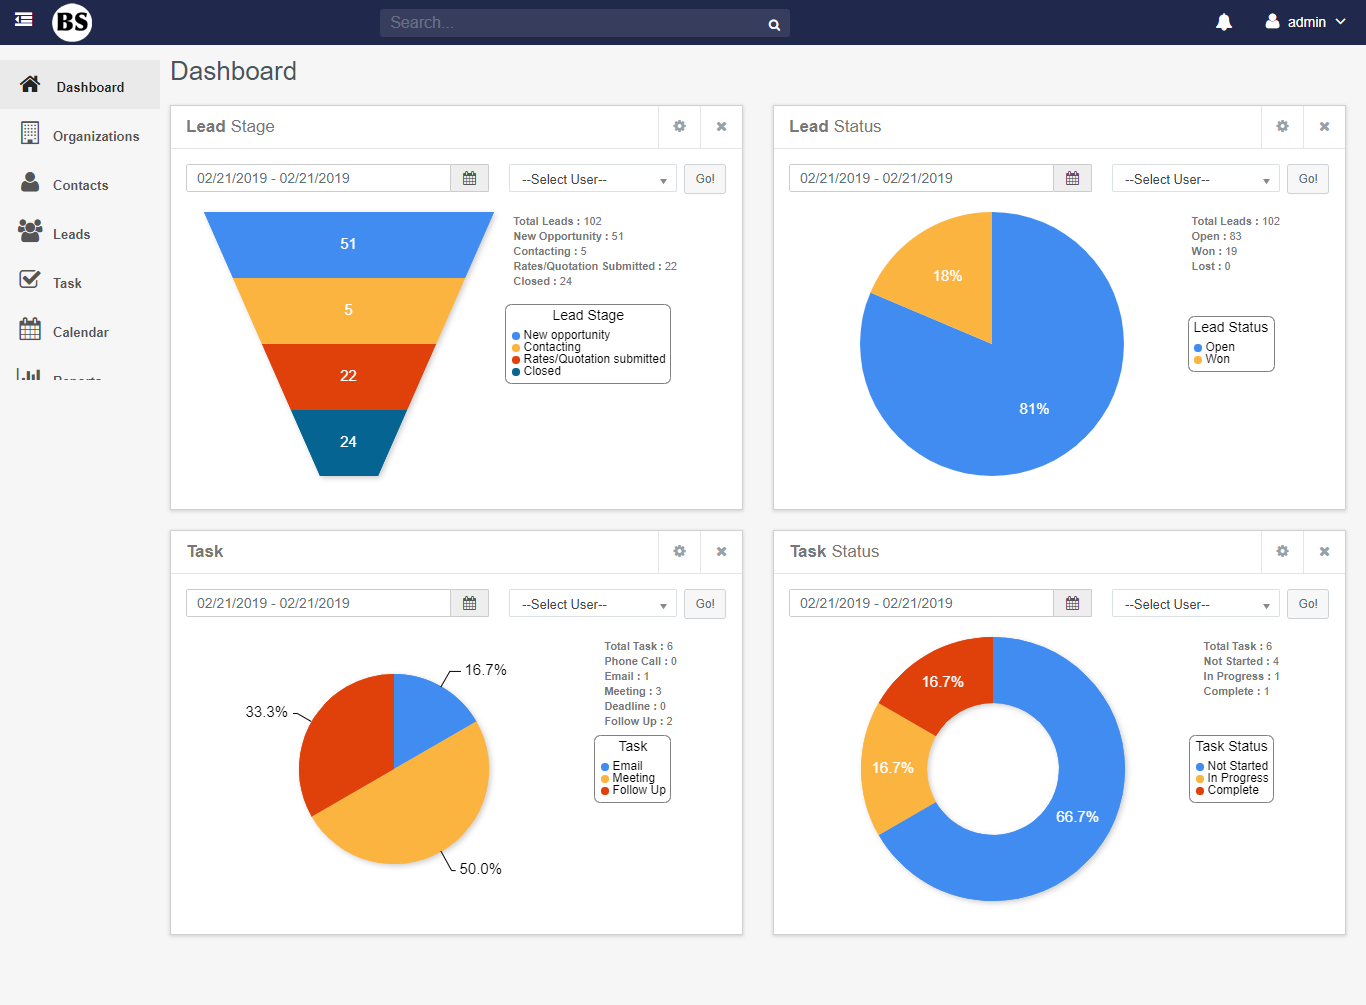 BS
Search...
admin
Dashboard
Organizations
Contacts
Leads
Task
Calendar
Reports
Dashboard
Lead Stage
02/21/2019 - 02/21/2019
--Select User--
Go!
51
5
22
24
Total Leads : 102
New Opportunity : 51
Contacting : 5
Rates/Quotation Submitted : 22
Closed : 24
Lead Stage
New opportunity
Contacting
Rates/Quotation submitted
Closed
Lead Status
02/21/2019 - 02/21/2019
--Select User--
Go!
18%
81%
Total Leads : 102
Open : 83
Won : 19
Lost : 0
Lead Status
Open
Won
Task
02/21/2019 - 02/21/2019
--Select User--
Go!
16.7%
33.3%
50.0%
Total Task : 6
Phone Call : 0
Email : 1
Meeting : 3
Deadline : 0
Follow Up : 2
Task
Email
Meeting
Follow Up
Task Status
02/21/2019 - 02/21/2019
--Select User--
Go!
16.7%
16.7%
66.7%
Total Task : 6
Not Started : 4
In Progress : 1
Complete : 1
Task Status
Not Started
In Progress
Complete